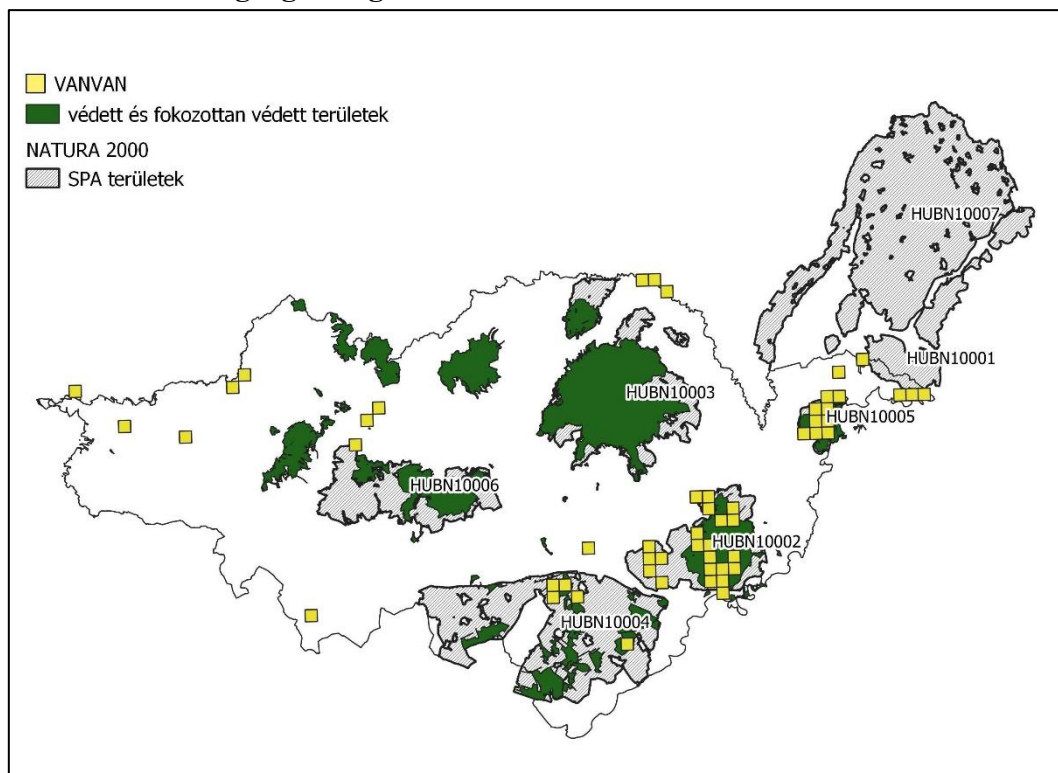 VANVAN
védett és fokozottan védett területek
NATURA 2000
SPA területek
HUBN10007
HUBN10001
HUBN10003
HUBN10005
HUBN10006
HUBN10002
HUBN10004